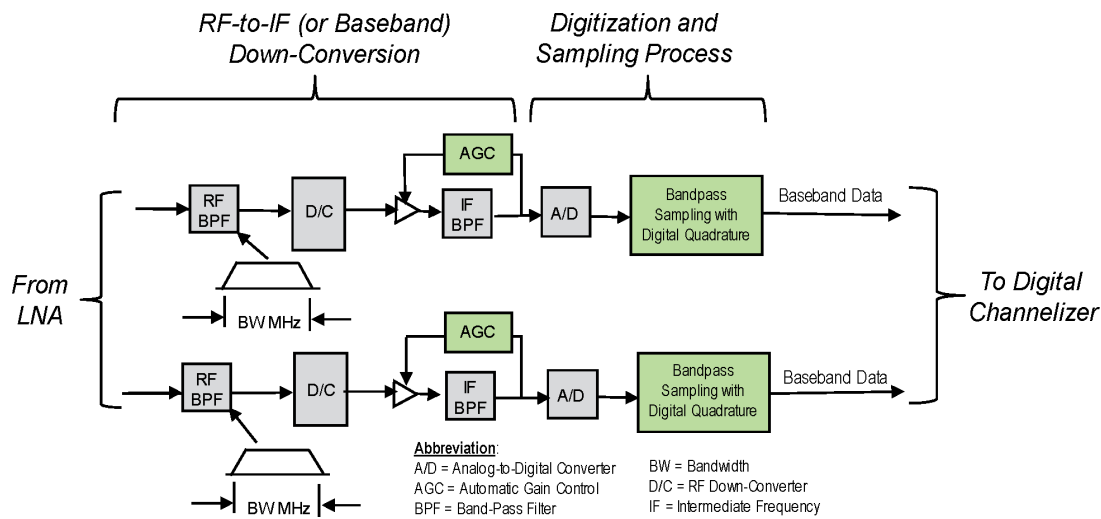 RF-to-IF (or Baseband)
Down-Conversion
Digitization and
Sampling Process
AGC
RF
BPF
D/C
IF
BPF
A/D
Bandpass
Sampling with
Digital Quadrature
Baseband Data
From
LNA
BW MHz
To Digital
Channelizer
AGC
RF
BPF
D/C
IF
BPF
A/D
Bandpass
Sampling with
Digital Quadrature
Baseband Data
BW MHz
Abbreviation:
A/D = Analog-to-Digital Converter
AGC = Automatic Gain Control
BPF = Band-Pass Filter
BW = Bandwidth
D/C = RF Down-Converter
IF = Intermediate Frequency